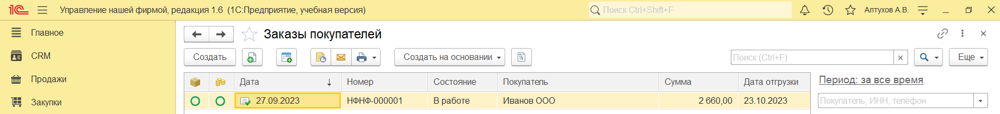 1С Управление нашей фирмой, редакция 1.6 (1С:Предприятие, учебная версия) Поиск Ctrl+Shift+F Алтухов А.В.
Главное
CRM
Продажи
Закупки
Заказы покупателей
Создать Создать на основании Поиск (Ctrl+F) Еще
Дата Номер Состояние Покупатель Сумма Дата отгрузки
27.09.2023 НФНФ-000001 В работе Иванов ООО 2 660,00 23.10.2023
Период: за все время
Покупатель, ИНН, телефон